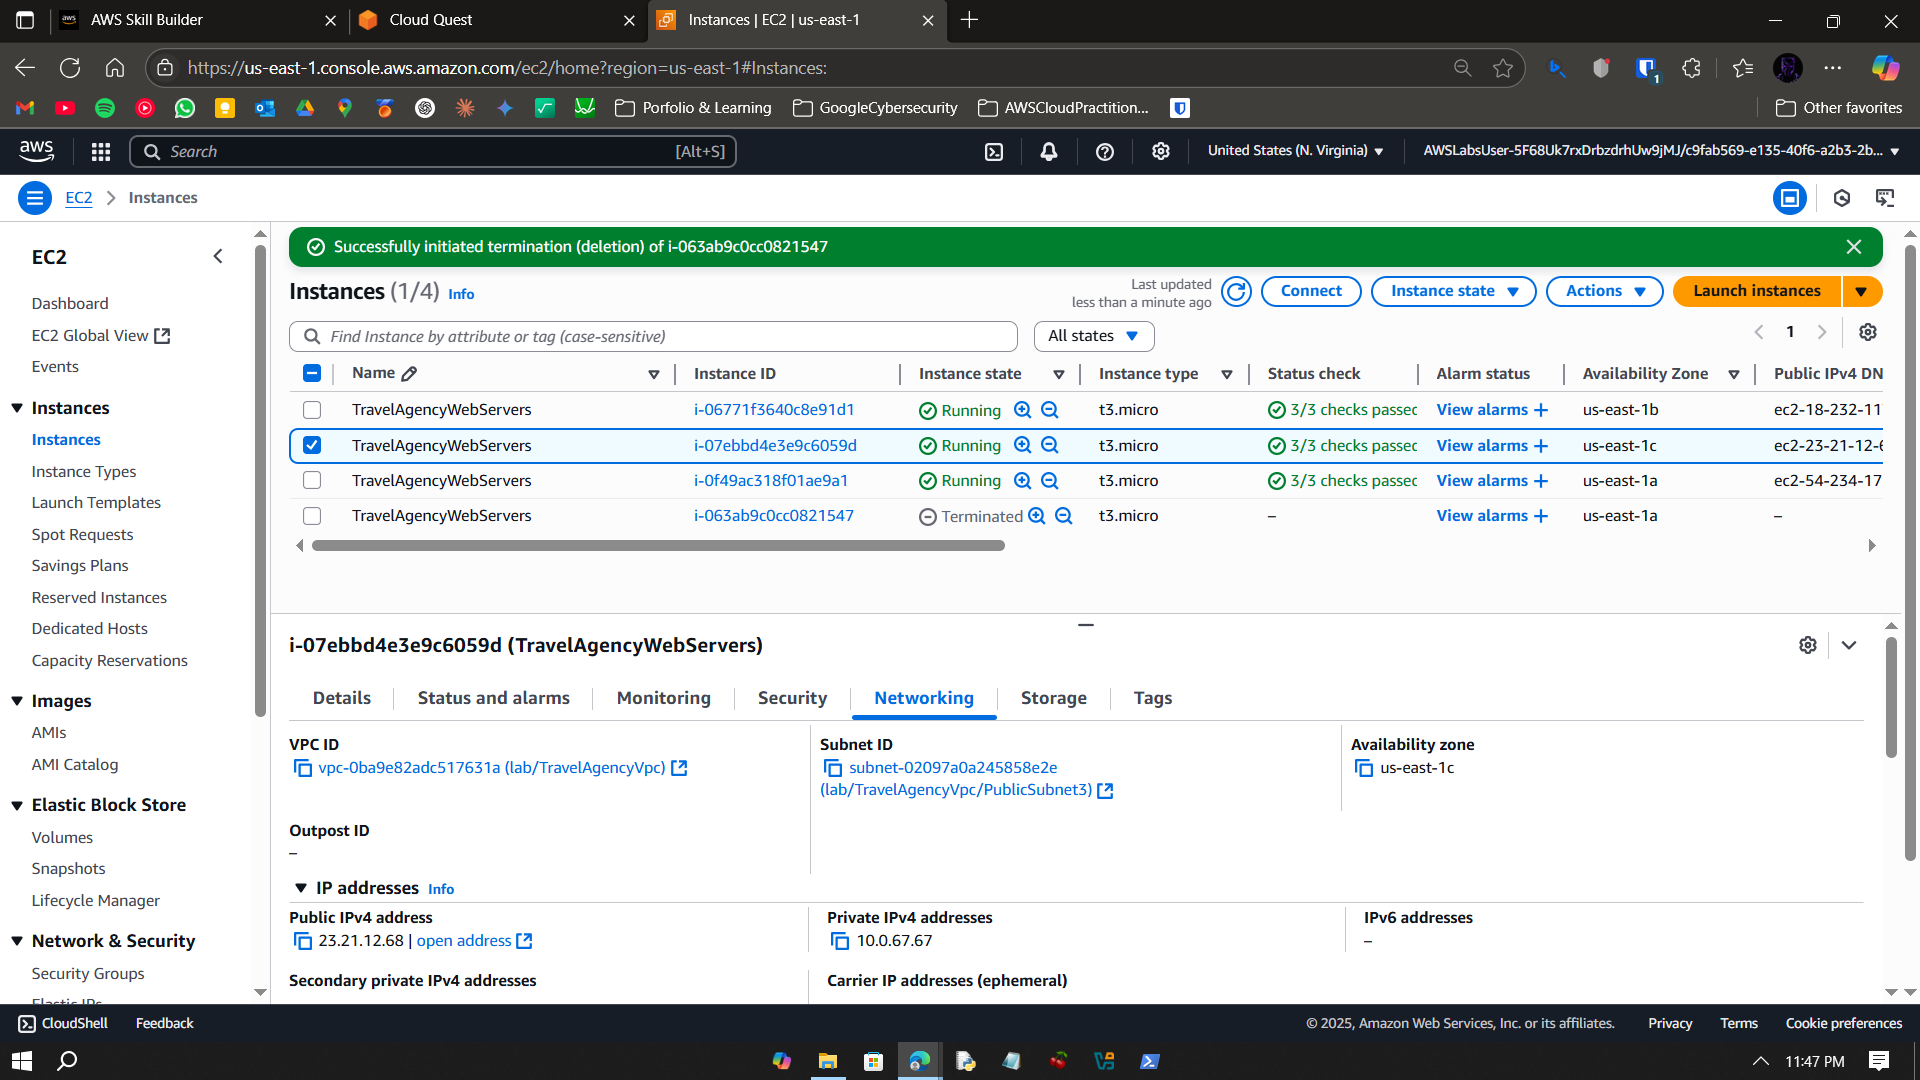 AWS Skill Builder
Cloud Quest
Instances | EC2 | us-east-1
https://us-east-1.console.aws.amazon.com/ec2/home?region=us-east-1#Instances:
1
Porfolio & Learning
GoogleCybersecurity
AWSCloudPractition...
Other favorites
aws
Search
[Alt+S]
United States (N. Virginia)
AWSLabsUser-5F68Uk7rxDrbzdrhUw9jMJ/c9fab569-e135-40f6-a2b3-2b...
EC2
Instances
EC2
Dashboard
EC2 Global View
Events
Instances
Instances
Instance Types
Launch Templates
Spot Requests
Savings Plans
Reserved Instances
Dedicated Hosts
Capacity Reservations
Images
AMIs
AMI Catalog
Elastic Block Store
Volumes
Snapshots
Lifecycle Manager
Network & Security
Security Groups
Elastic IPs
Successfully initiated termination (deletion) of i-063ab9c0cc0821547
Instances (1/4) Info
Last updated
less than a minute ago
Connect
Instance state
Actions
Launch instances
Find Instance by attribute or tag (case-sensitive)
All states
1
Name Instance ID Instance state Instance type Status check Alarm status Availability Zone Public IPv4 DN
TravelAgencyWebServers i-06771f3640c8e91d1 Running t3.micro 3/3 checks passed View alarms + us-east-1b ec2-18-232-11
TravelAgencyWebServers i-07ebbd4e3e9c6059d Running t3.micro 3/3 checks passed View alarms + us-east-1c ec2-23-21-12-6
TravelAgencyWebServers i-0f49ac318f01ae9a1 Running t3.micro 3/3 checks passed View alarms + us-east-1a ec2-54-234-17
TravelAgencyWebServers i-063ab9c0cc0821547 Terminated t3.micro – View alarms + us-east-1a –
i-07ebbd4e3e9c6059d (TravelAgencyWebServers)
Details
Status and alarms
Monitoring
Security
Networking
Storage
Tags
VPC ID
vpc-0ba9e82adc517631a (lab/TravelAgencyVpc)
Subnet ID
subnet-02097a0a245858e2e
(lab/TravelAgencyVpc/PublicSubnet3)
Availability zone
us-east-1c
Outpost ID
–
IP addresses Info
Public IPv4 address
23.21.12.68 | open address
Private IPv4 addresses
10.0.67.67
IPv6 addresses
–
Secondary private IPv4 addresses
Carrier IP addresses (ephemeral)
CloudShell
Feedback
© 2025, Amazon Web Services, Inc. or its affiliates.
Privacy
Terms
Cookie preferences
11:47 PM